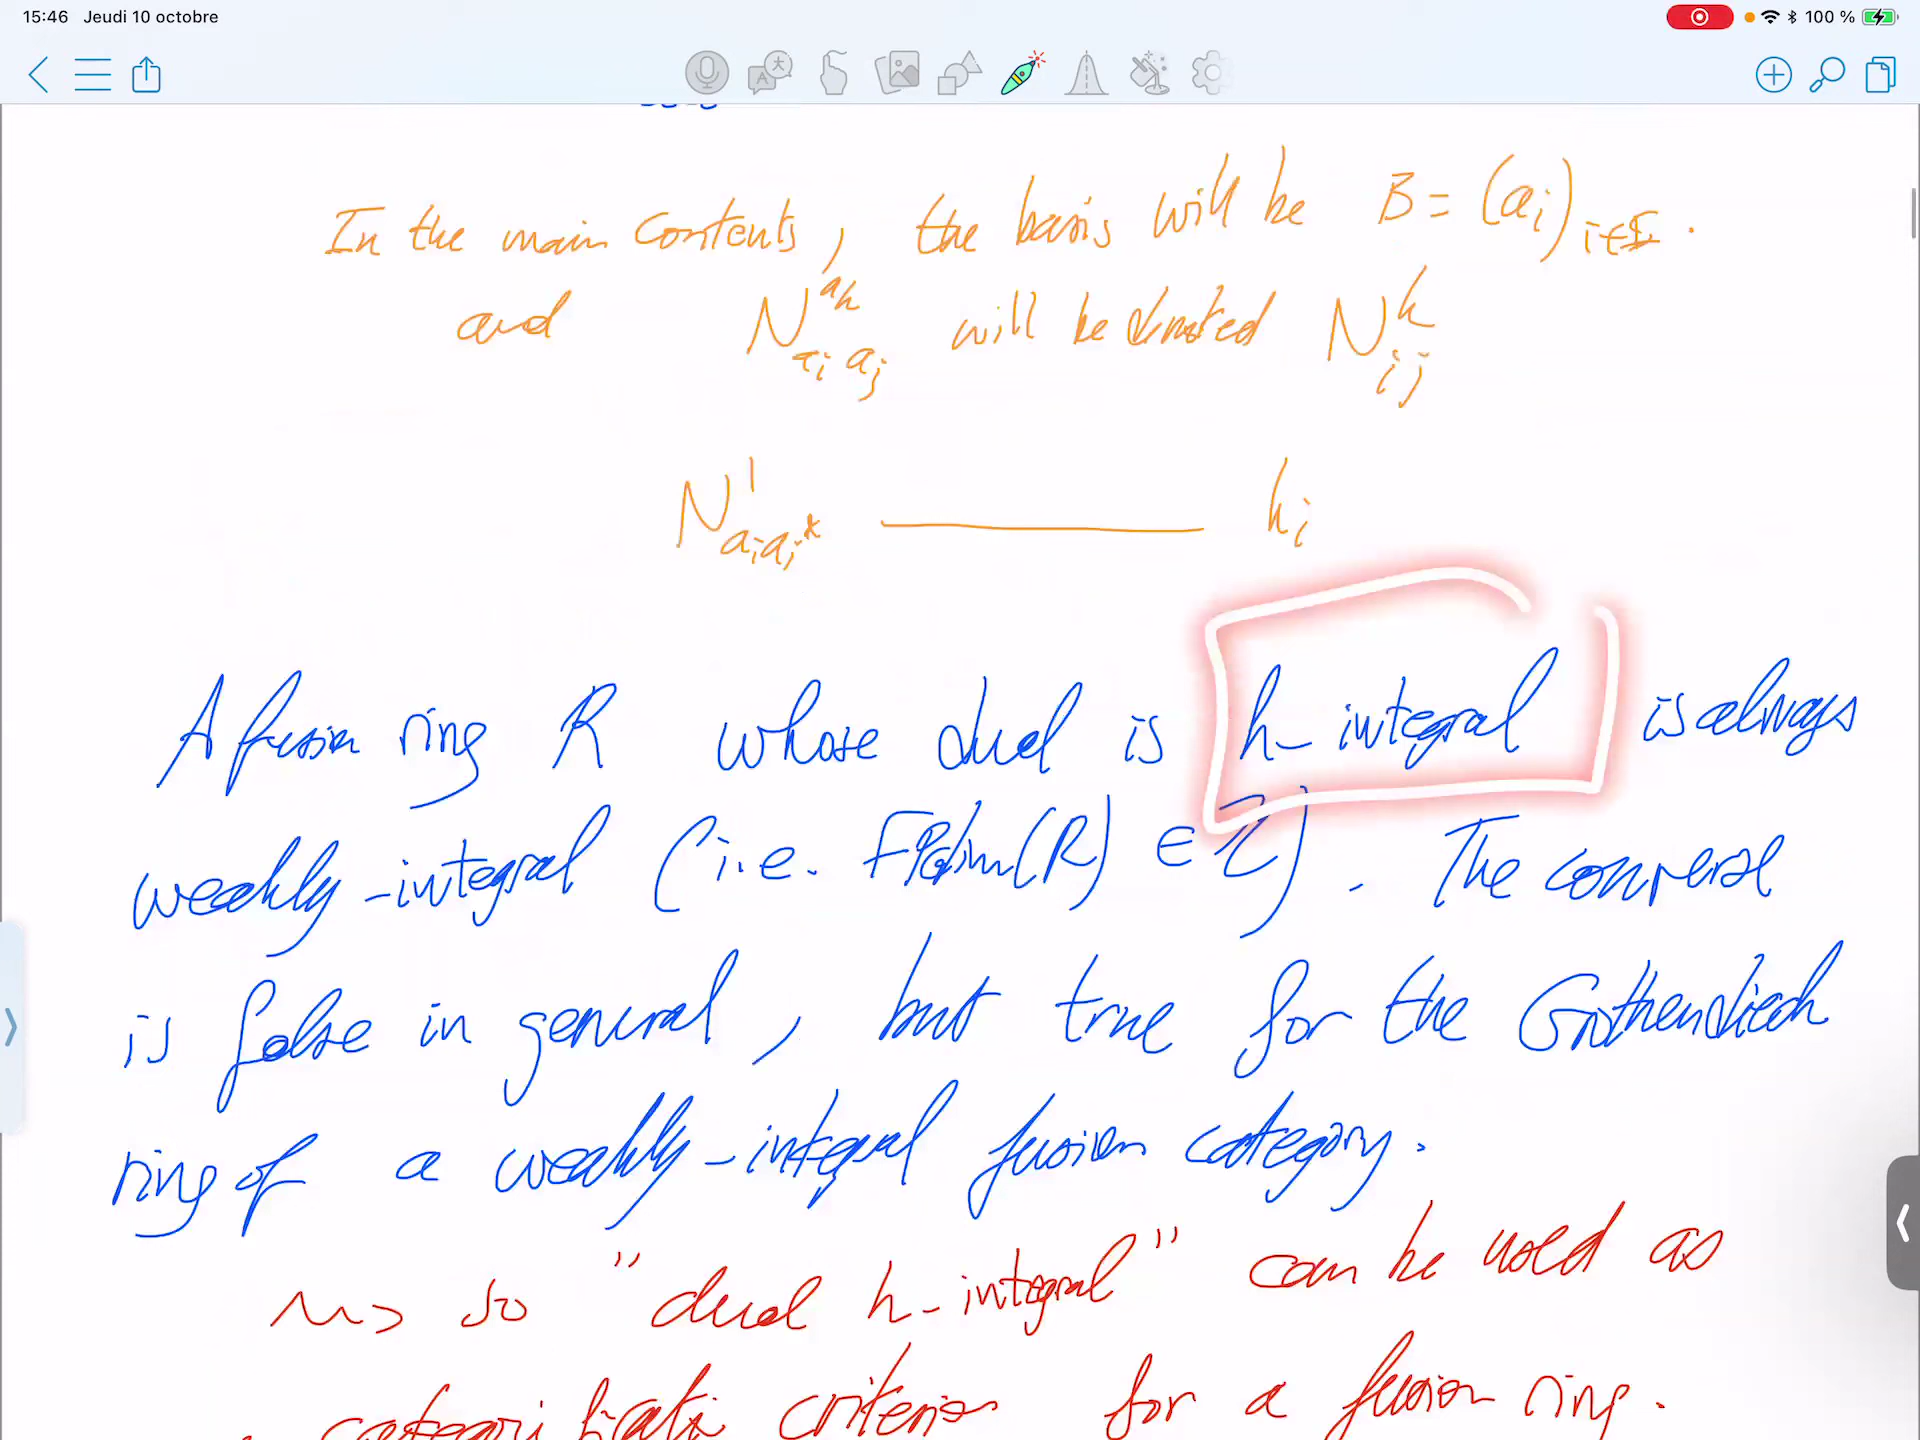 15:46 Jeudi 10 octobre 100 %
In the main contents, the basis will be B = (a_i)_{i∈I}.
and N_{a_i a_j}^{a_k} will be denoted N_{ij}^k
N_{a_i a_{i*}}^1 ——— h_i
A fusion ring R whose dual is h-integral is always
weakly-integral (i.e. FPdim(R) ∈ ℤ). The converse
is false in general, but true for the Grothendieck
ring of a weakly-integral fusion category.
~> so "dual h-integral" can be used as
criterion for a fusion ring.